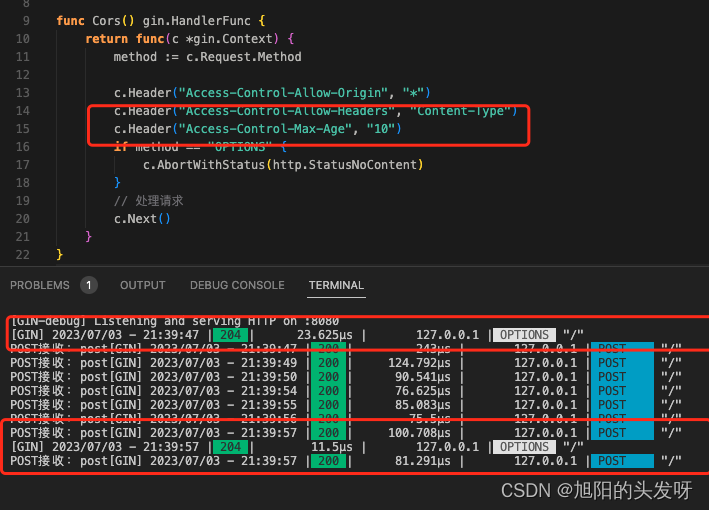 8
9 func Cors() gin.HandlerFunc {
10 return func(c *gin.Context) {
11 method := c.Request.Method
12
13 c.Header("Access-Control-Allow-Origin", "*")
14 c.Header("Access-Control-Allow-Headers", "Content-Type")
15 c.Header("Access-Control-Max-Age", "10")
16 if method == "OPTIONS" {
17 c.AbortWithStatus(http.StatusNoContent)
18 }
19 // 处理请求
20 c.Next()
21 }
22 }
PROBLEMS 1 OUTPUT DEBUG CONSOLE TERMINAL
[GIN-debug] Listening and serving HTTP on :8080
[GIN] 2023/07/03 - 21:39:47 | 204 | 23.625µs | 127.0.0.1 | OPTIONS "/"
POST接收: post[GIN] 2023/07/03 - 21:39:47 | 200 | 243µs | 127.0.0.1 | POST "/"
POST接收: post[GIN] 2023/07/03 - 21:39:49 | 200 | 124.792µs | 127.0.0.1 | POST "/"
POST接收: post[GIN] 2023/07/03 - 21:39:50 | 200 | 90.541µs | 127.0.0.1 | POST "/"
POST接收: post[GIN] 2023/07/03 - 21:39:54 | 200 | 76.625µs | 127.0.0.1 | POST "/"
POST接收: post[GIN] 2023/07/03 - 21:39:55 | 200 | 85.083µs | 127.0.0.1 | POST "/"
POST接收: post[GIN] 2023/07/03 - 21:39:56 | 200 | 75.5µs | 127.0.0.1 | POST "/"
POST接收: post[GIN] 2023/07/03 - 21:39:57 | 200 | 100.708µs | 127.0.0.1 | POST "/"
[GIN] 2023/07/03 - 21:39:57 | 204 | 11.5µs | 127.0.0.1 | OPTIONS "/"
POST接收: post[GIN] 2023/07/03 - 21:39:57 | 200 | 81.291µs | 127.0.0.1 | POST "/"
CSDN @旭阳的头发呀